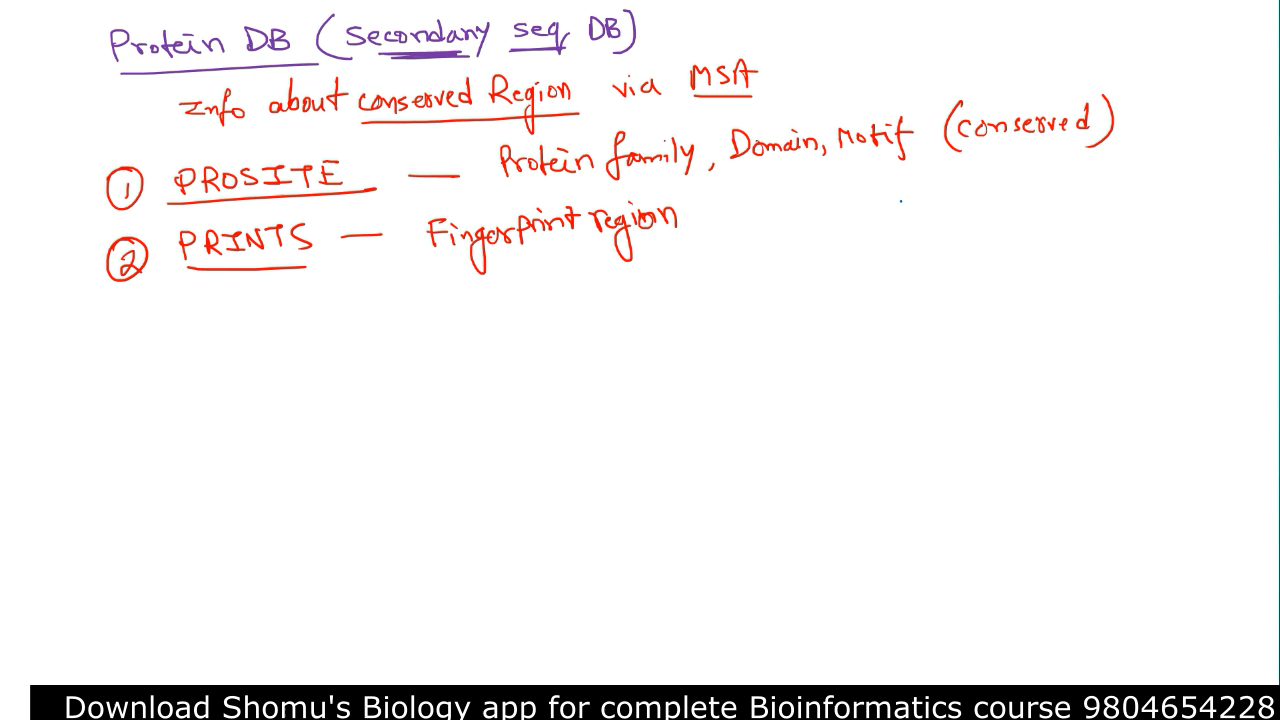 Protein DB (Secondary seq. DB)
Info about conserved Region via MSA
① PROSITE — Protein family, Domain, Motif (conserved)
② PRINTS — Fingerprint region
Download Shomu's Biology app for complete Bioinformatics course 9804654228